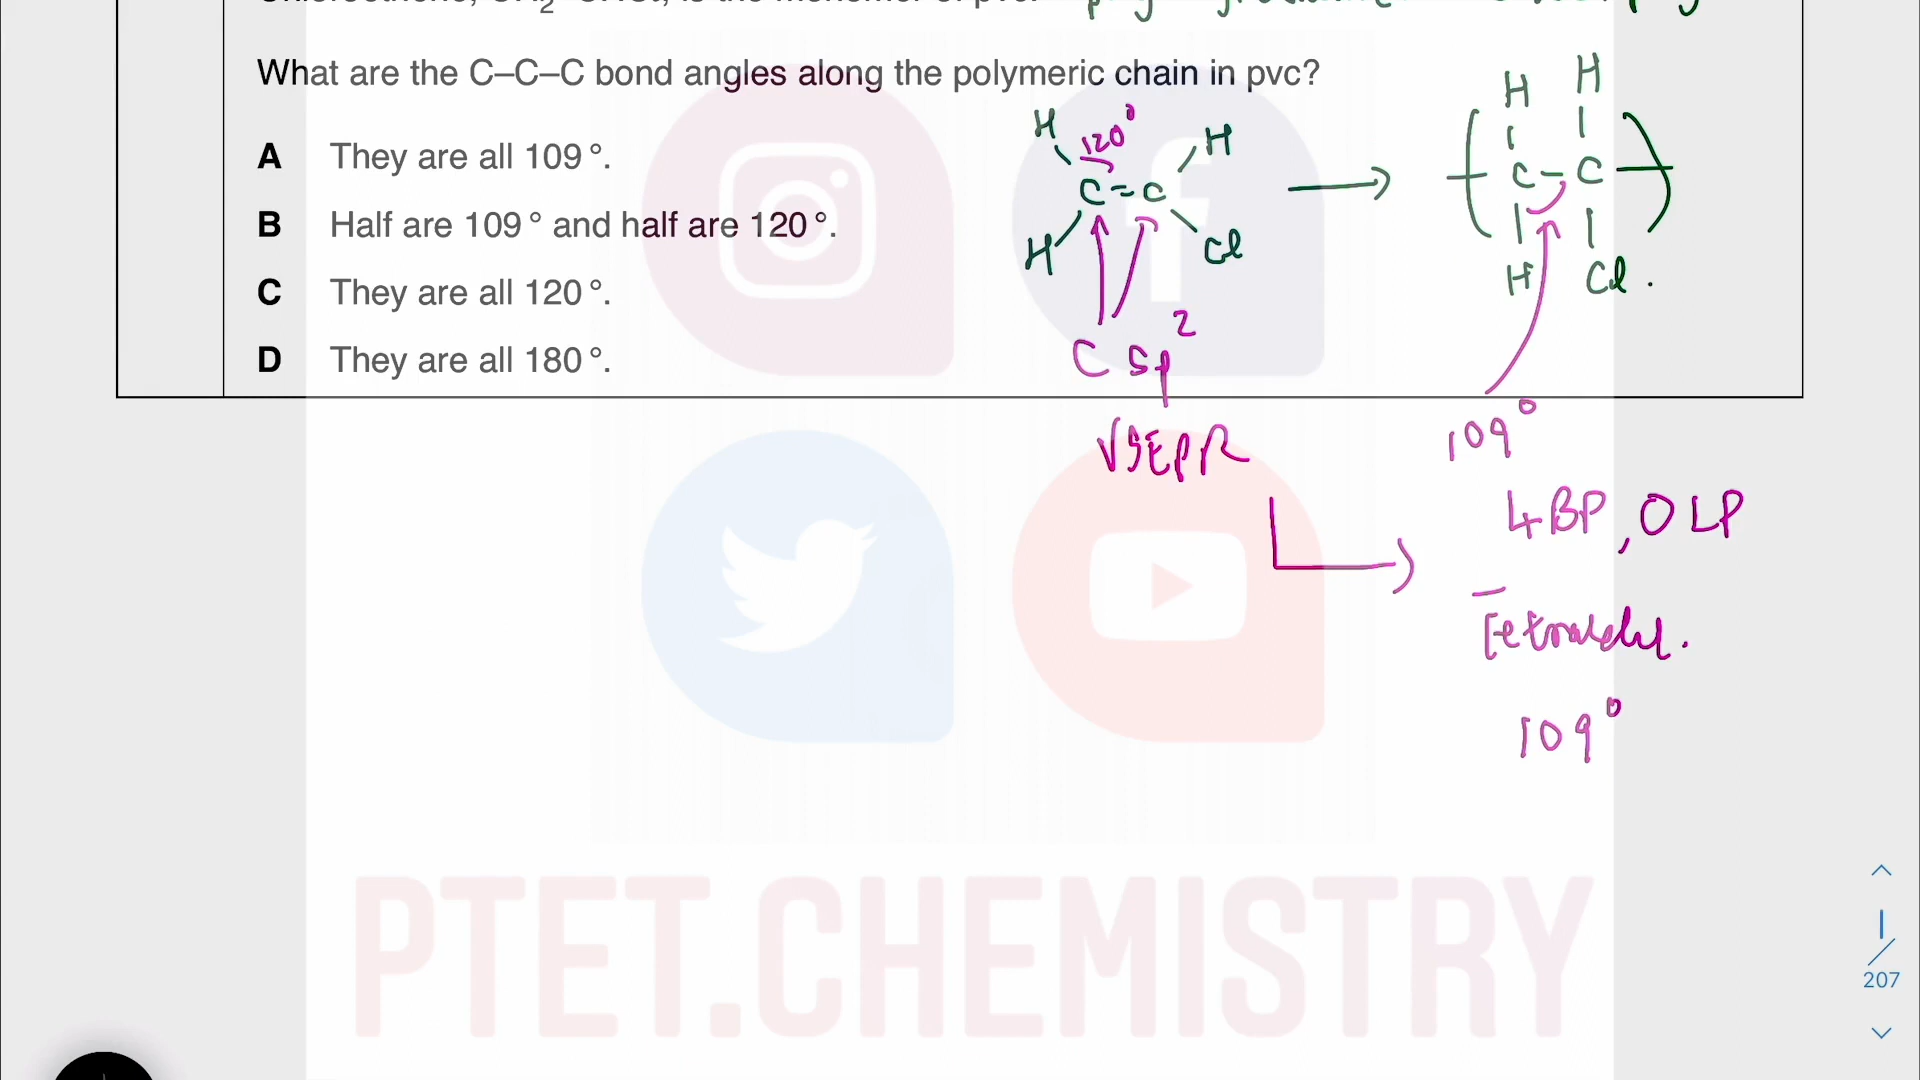 What are the C–C–C bond angles along the polymeric chain in pvc?
A They are all 109°.
B Half are 109° and half are 120°.
C They are all 120°.
D They are all 180°.
H 120° H
C=C
H Cl
C sp²
VSEPR
H H
C–C
H Cl.
109°
4BP, 0LP
109°
PTET.CHEMISTRY
1
207